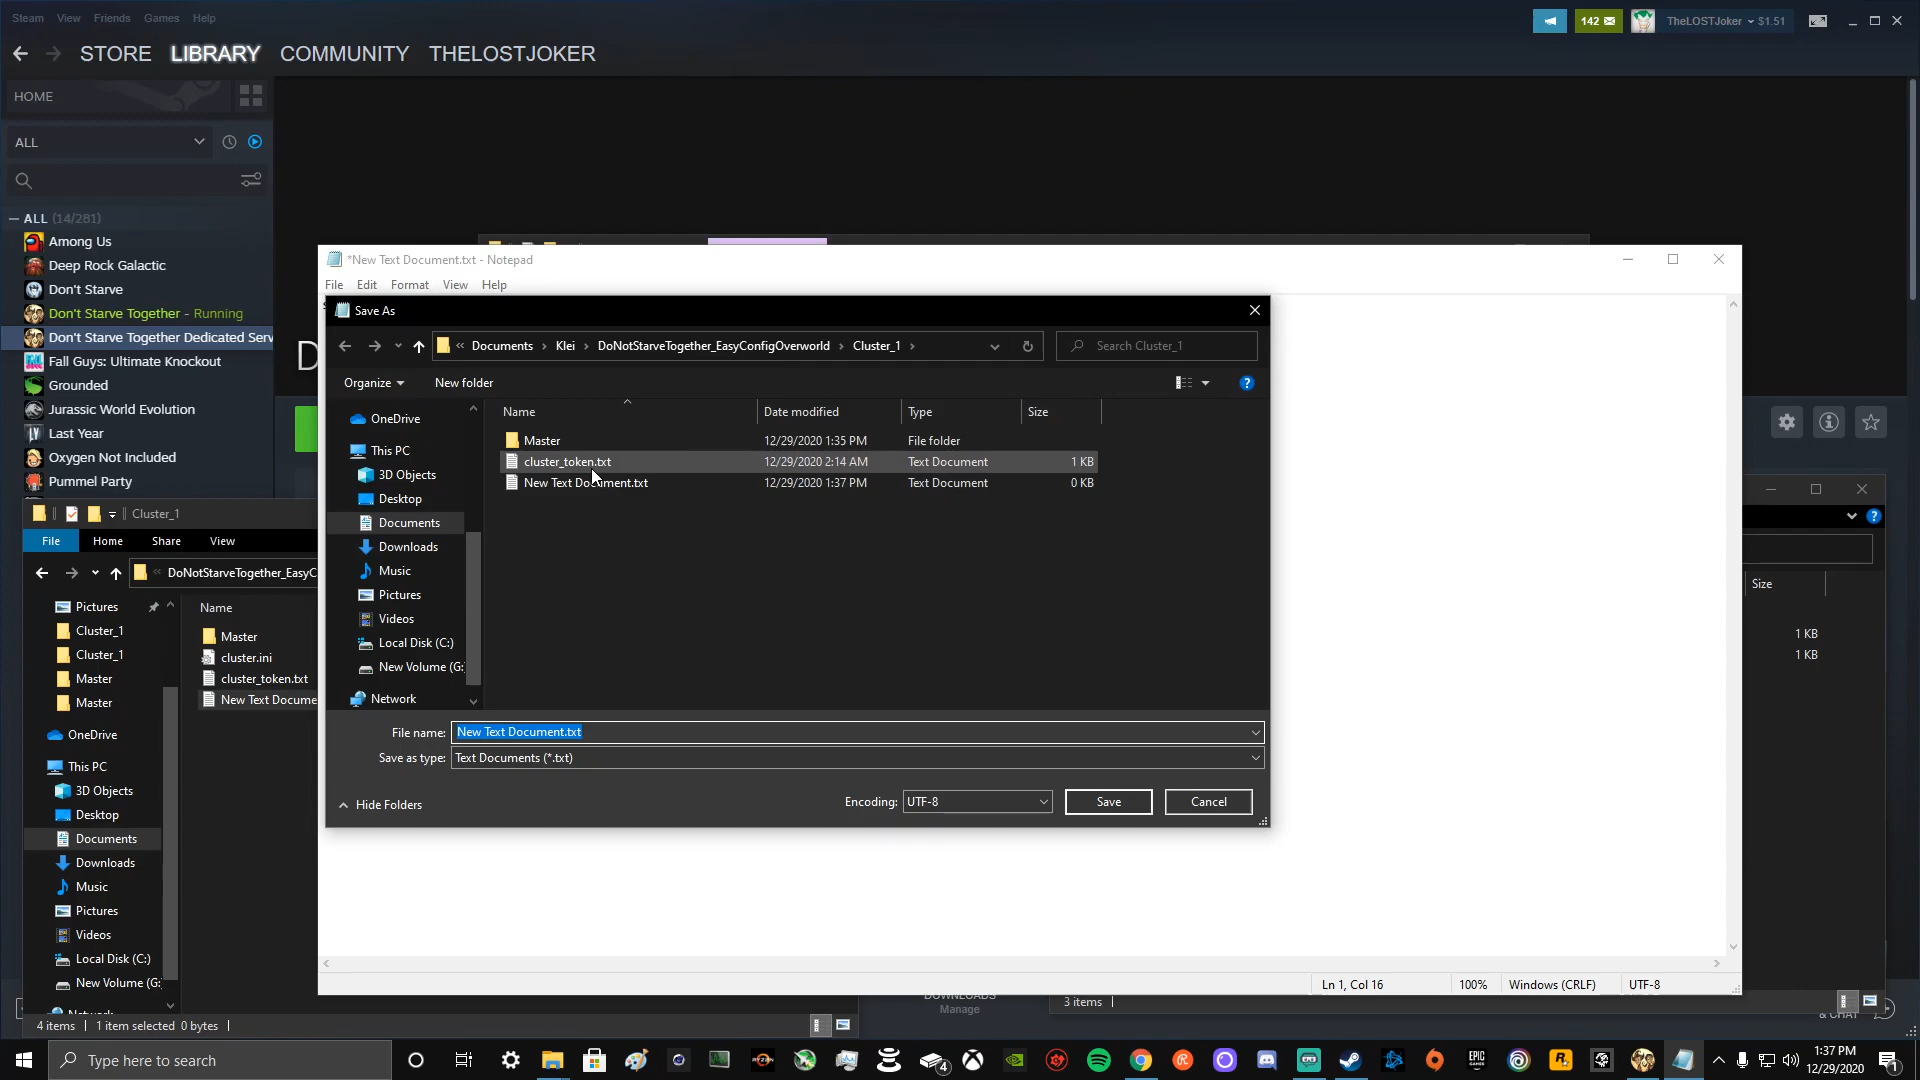 Steam View Friends Games Help
142
TheLOSTJoker $1.51
STORE LIBRARY COMMUNITY THELOSTJOKER
HOME
ALL
ALL (14/281)
Among Us
Deep Rock Galactic
Don't Starve
Don't Starve Together - Running
Don't Starve Together Dedicated Serv
Fall Guys: Ultimate Knockout
Grounded
Jurassic World Evolution
Last Year
Oxygen Not Included
Pummel Party
D
*New Text Document.txt - Notepad
File Edit Format View Help
Save As
« Documents › Klei › DoNotStarveTogether_EasyConfigOverworld › Cluster_1 ›
Search Cluster_1
Organize
New folder
OneDrive
This PC
3D Objects
Desktop
Documents
Downloads
Music
Pictures
Videos
Local Disk (C:)
New Volume (G:
Network
Name Date modified Type Size
Master 12/29/2020 1:35 PM File folder
cluster_token.txt 12/29/2020 2:14 AM Text Document 1 KB
New Text Document.txt 12/29/2020 1:37 PM Text Document 0 KB
File name: New Text Document.txt
Save as type: Text Documents (*.txt)
Hide Folders
Encoding: UTF-8
Save
Cancel
Ln 1, Col 16
100%
Windows (CRLF)
UTF-8
Cluster_1
File Home Share View
« DoNotStarveTogether_EasyC
Pictures
Cluster_1
Cluster_1
Master
Master
OneDrive
This PC
3D Objects
Desktop
Documents
Downloads
Music
Pictures
Videos
Local Disk (C:)
New Volume (G:
Name
Master
cluster.ini
cluster_token.txt
New Text Docume
4 items 1 item selected 0 bytes
Size
1 KB
1 KB
3 items
DOWNLOADS
Manage
& CHAT
Type here to search
4
EPIC GAMES
1:37 PM
12/29/2020
1